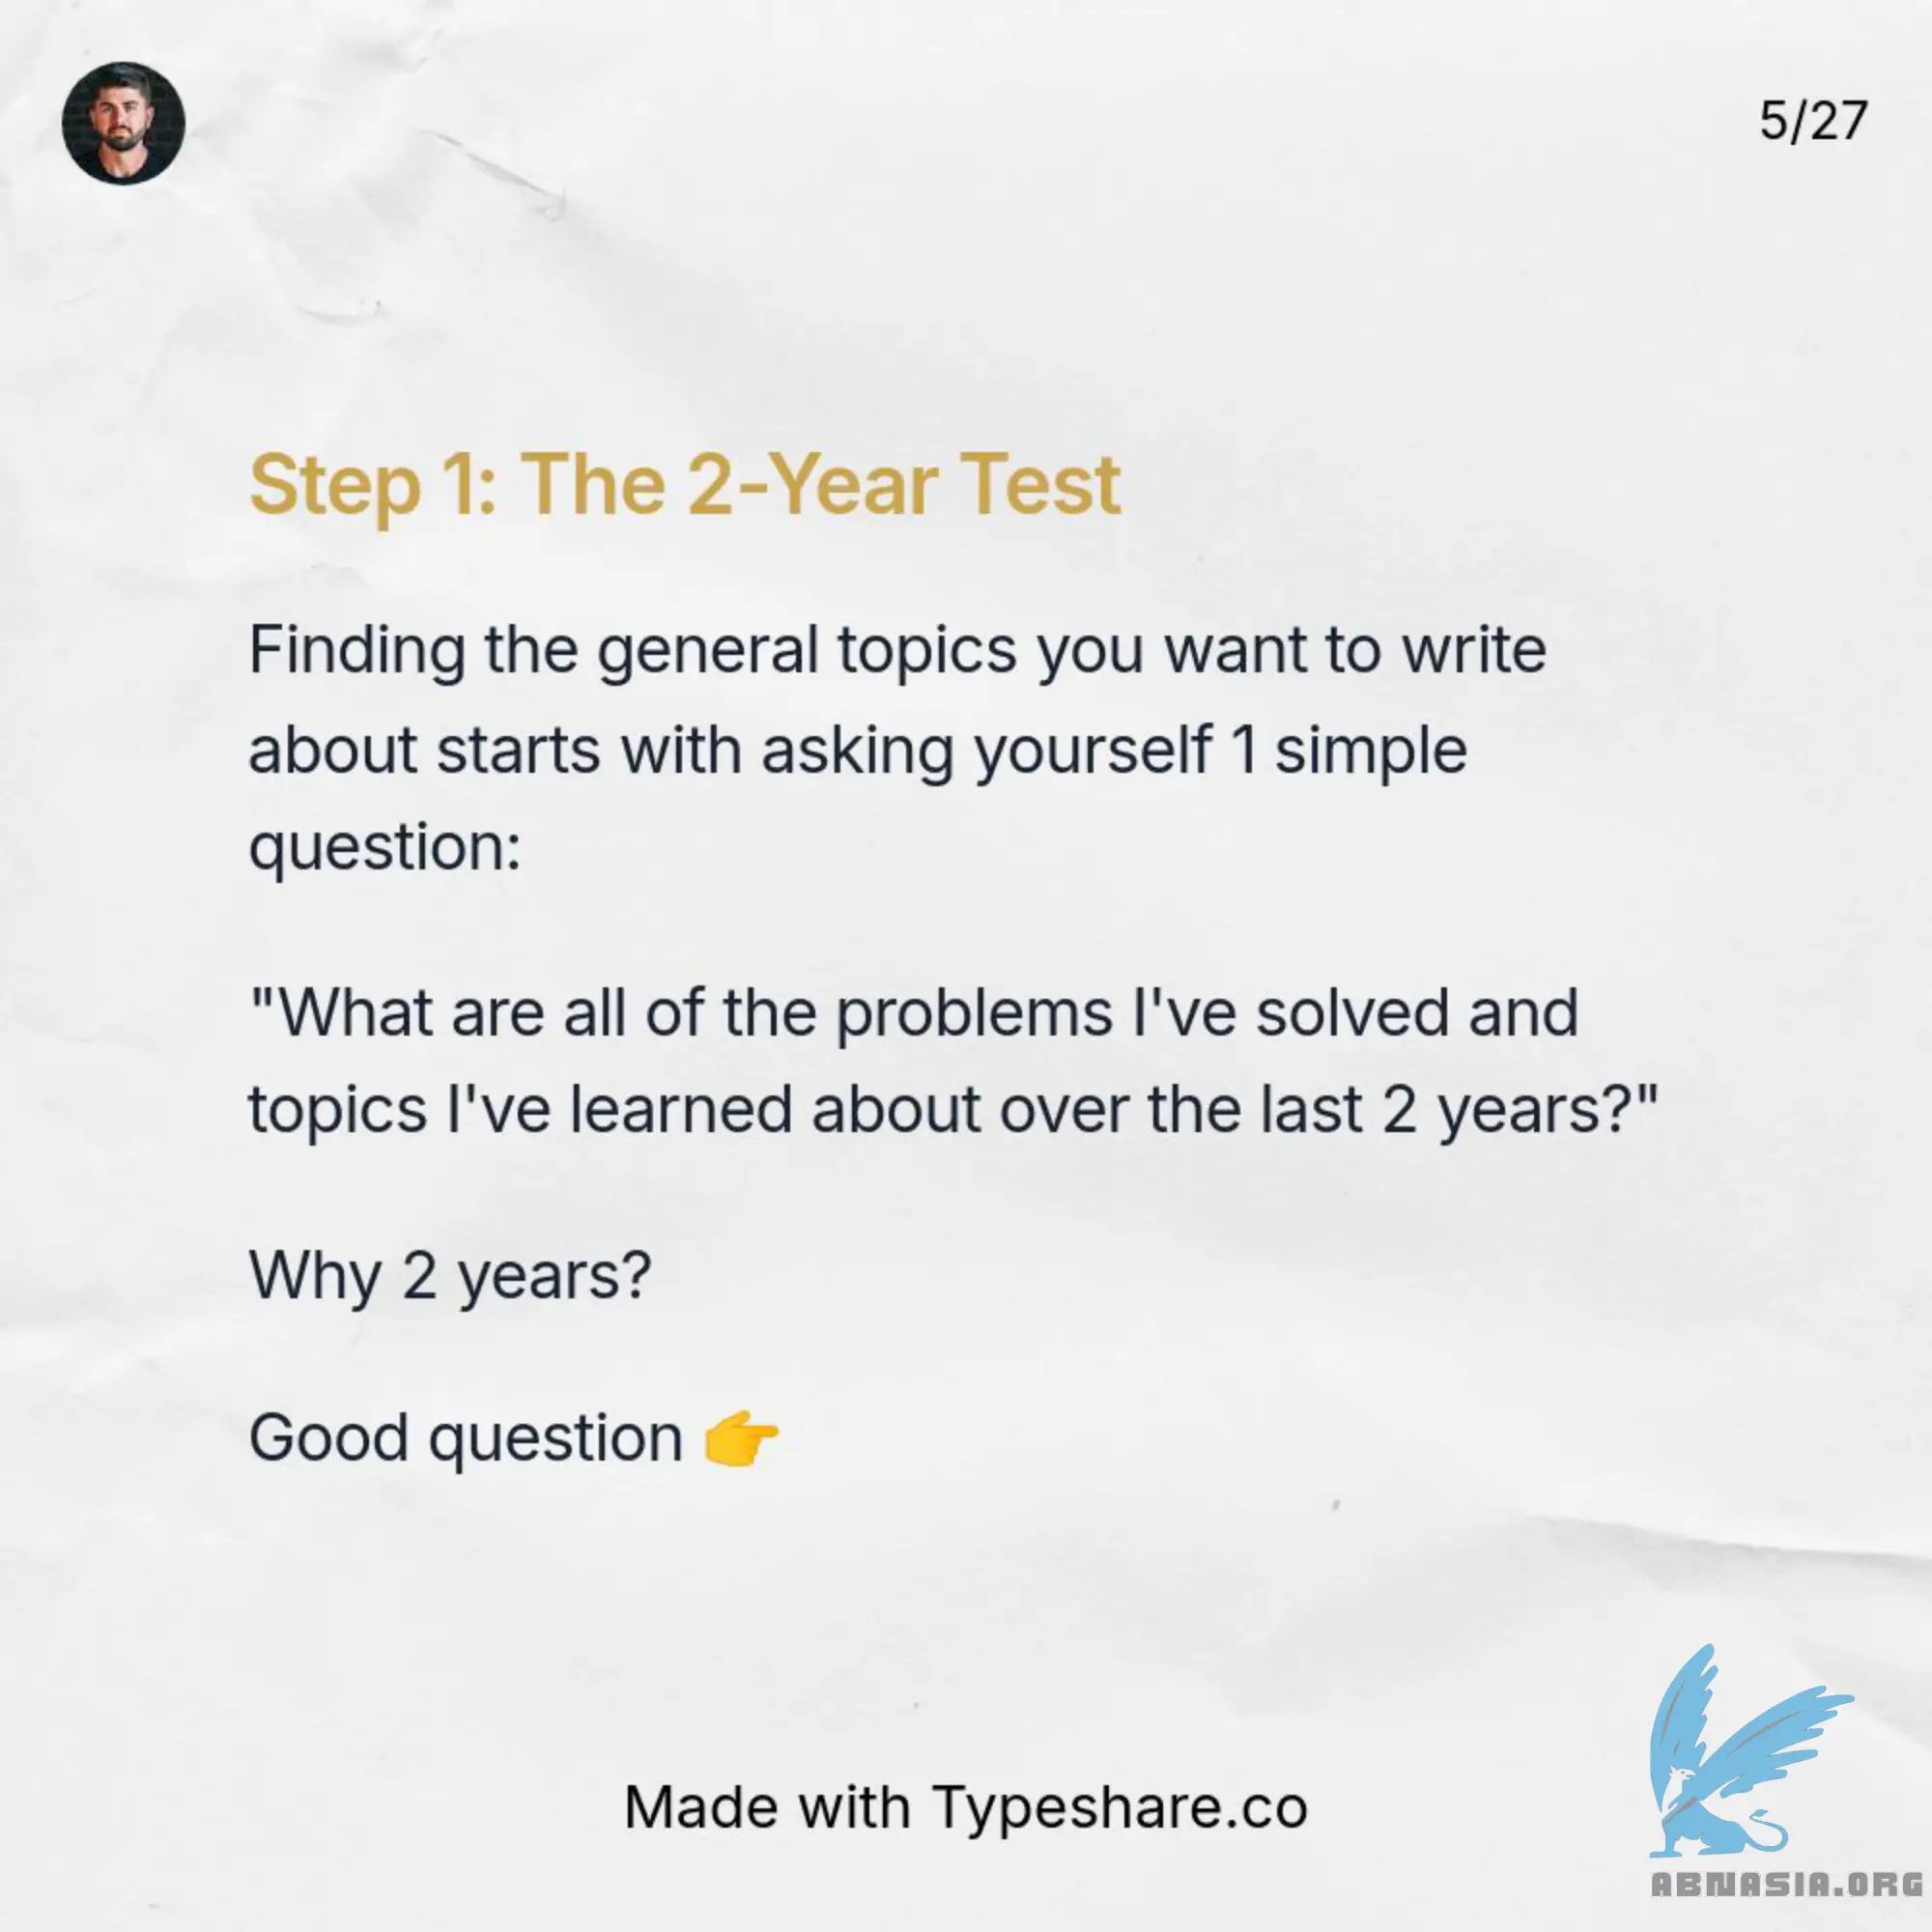 5/27
Step 1: The 2-Year Test
Finding the general topics you want to write
about starts with asking yourself 1 simple
question:
"What are all of the problems I've solved and
topics I've learned about over the last 2 years?"
Why 2 years?
Good question 👉
Made with Typeshare.co
ABNASIA.ORG